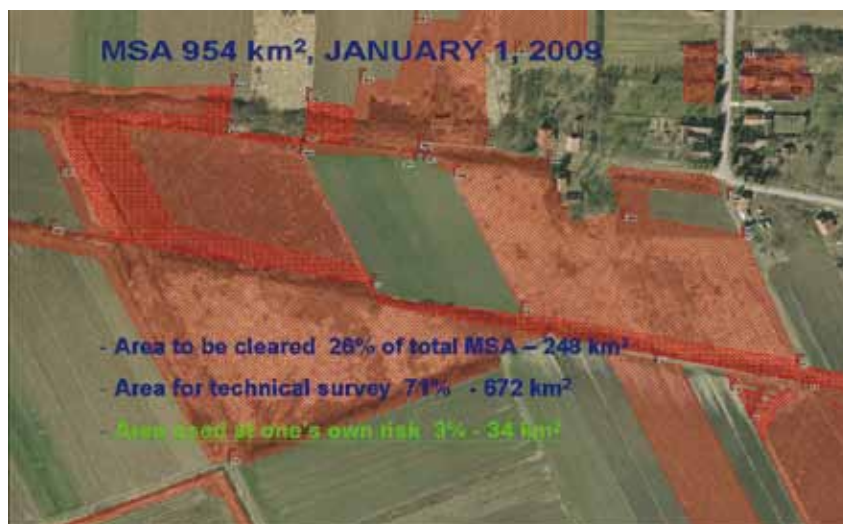 MSA 954 km², JANUARY 1, 2009
- Area to be cleared 26% of total MSA – 248 km²
- Area for technical survey 71% - 672 km²
- Area used at one's own risk 3% - 34 km²